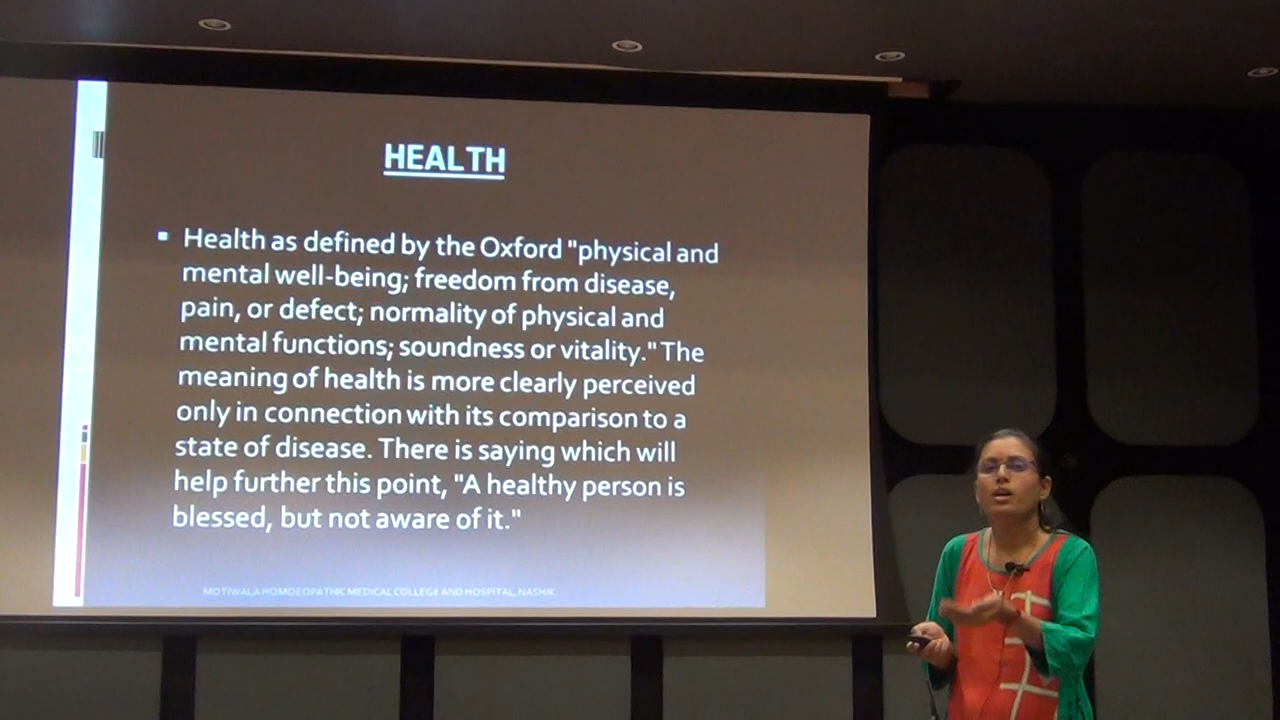 HEALTH
Health as defined by the Oxford "physical and
mental well-being; freedom from disease,
pain, or defect; normality of physical and
mental functions; soundness or vitality." The
meaning of health is more clearly perceived
only in connection with its comparison to a
state of disease. There is saying which will
help further this point, "A healthy person is
blessed, but not aware of it."
MOTIWALA HOMOEOPATHIC MEDICAL COLLEGE AND HOSPITAL, NASHIK.